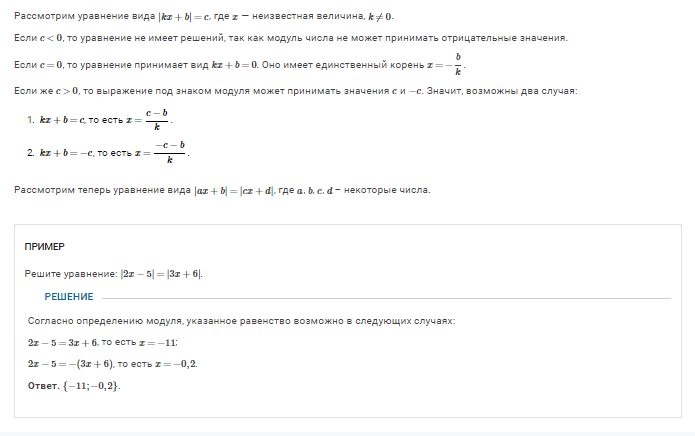 Рассмотрим уравнение вида |kx + b| = c, где x — неизвестная величина, k ≠ 0.
Если c < 0, то уравнение не имеет решений, так как модуль числа не может принимать отрицательные значения.
Если c = 0, то уравнение принимает вид kx + b = 0. Оно имеет единственный корень x = −b/k.
Если же c > 0, то выражение под знаком модуля может принимать значения c и −c. Значит, возможны два случая:
1. kx + b = c, то есть x = (c − b)/k.
2. kx + b = −c, то есть x = (−c − b)/k.
Рассмотрим теперь уравнение вида |ax + b| = |cx + d|, где a, b, c, d − некоторые числа.
ПРИМЕР
Решите уравнение: |2x − 5| = |3x + 6|.
РЕШЕНИЕ
Согласно определению модуля, указанное равенство возможно в следующих случаях:
2x − 5 = 3x + 6, то есть x = −11;
2x − 5 = −(3x + 6), то есть x = −0,2.
Ответ. {−11; −0,2}.